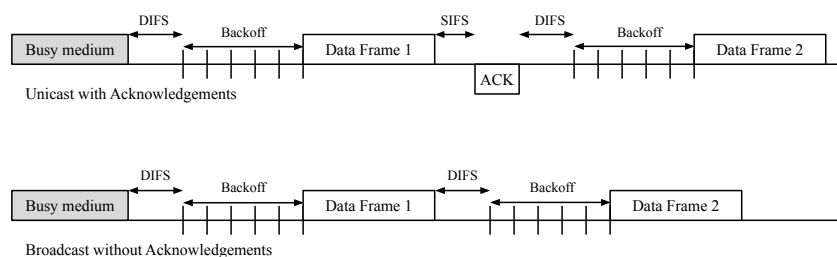 DIFS SIFS DIFS
Backoff Backoff
Busy medium Data Frame 1 Data Frame 2
ACK
Unicast with Acknowledgements
DIFS DIFS
Backoff Backoff
Busy medium Data Frame 1 Data Frame 2
Broadcast without Acknowledgements